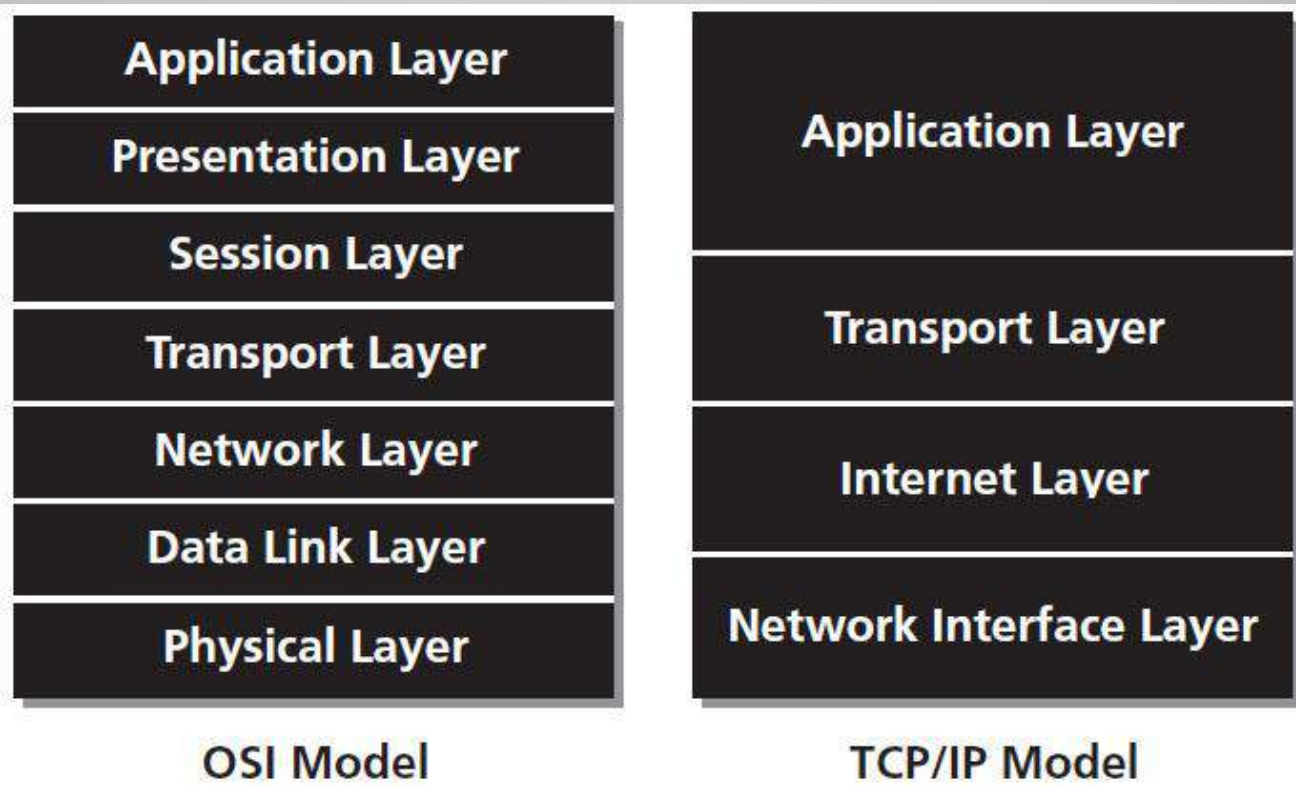 Application Layer
Presentation Layer
Session Layer
Transport Layer
Network Layer
Data Link Layer
Physical Layer
OSI Model
Application Layer
Transport Layer
Internet Layer
Network Interface Layer
TCP/IP Model